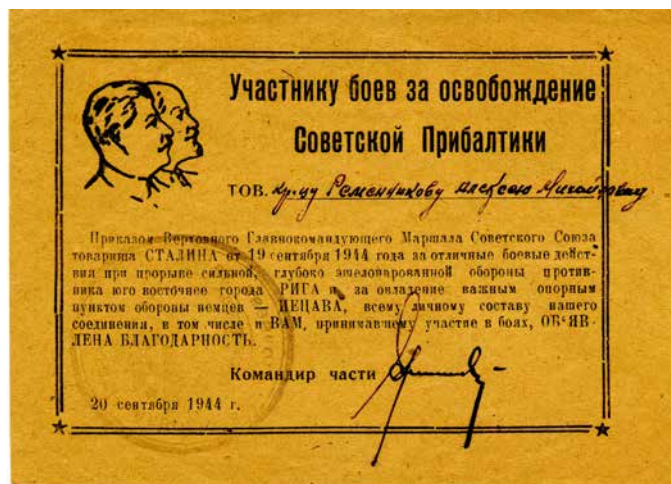 Участнику боев за освобождение
Советской Прибалтики
ТОВ. кр-цу Ременникову Алексею Михайловичу
Приказом Верховного Главнокомандующего Маршала Советского Союза
товарища СТАЛИНА от 19 сентября 1944 года за отличные боевые дейст-
вия при прорыве сильной, глубоко эшелонированной обороны против-
ника юго восточнее города РИГА и за овладение важным опорным
пунктом обороны немцев — ИЕЦАВА, всему личному составу нашего
соединения, в том числе и ВАМ, принимавшему участие в боях, ОБ'ЯВ-
ЛЕНА БЛАГОДАРНОСТЬ.
Командир части
20 сентября 1944 г.